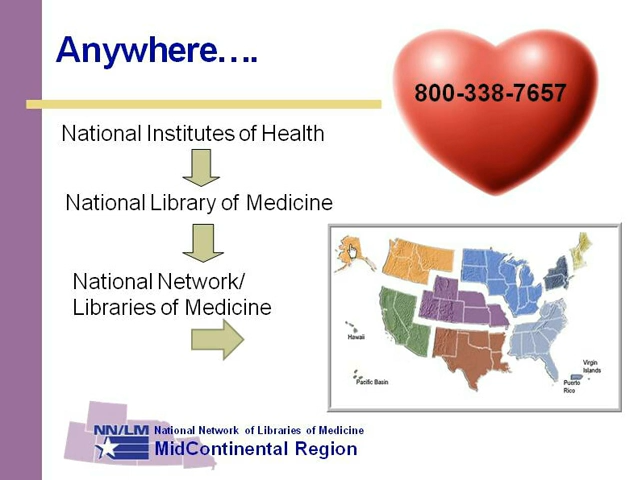 Anywhere….
800-338-7657
National Institutes of Health
National Library of Medicine
National Network/
Libraries of Medicine
Hawaii
Pacific Basin
Virgin
Islands
Puerto
Rico
NN/LM
National Network of Libraries of Medicine
MidContinental Region